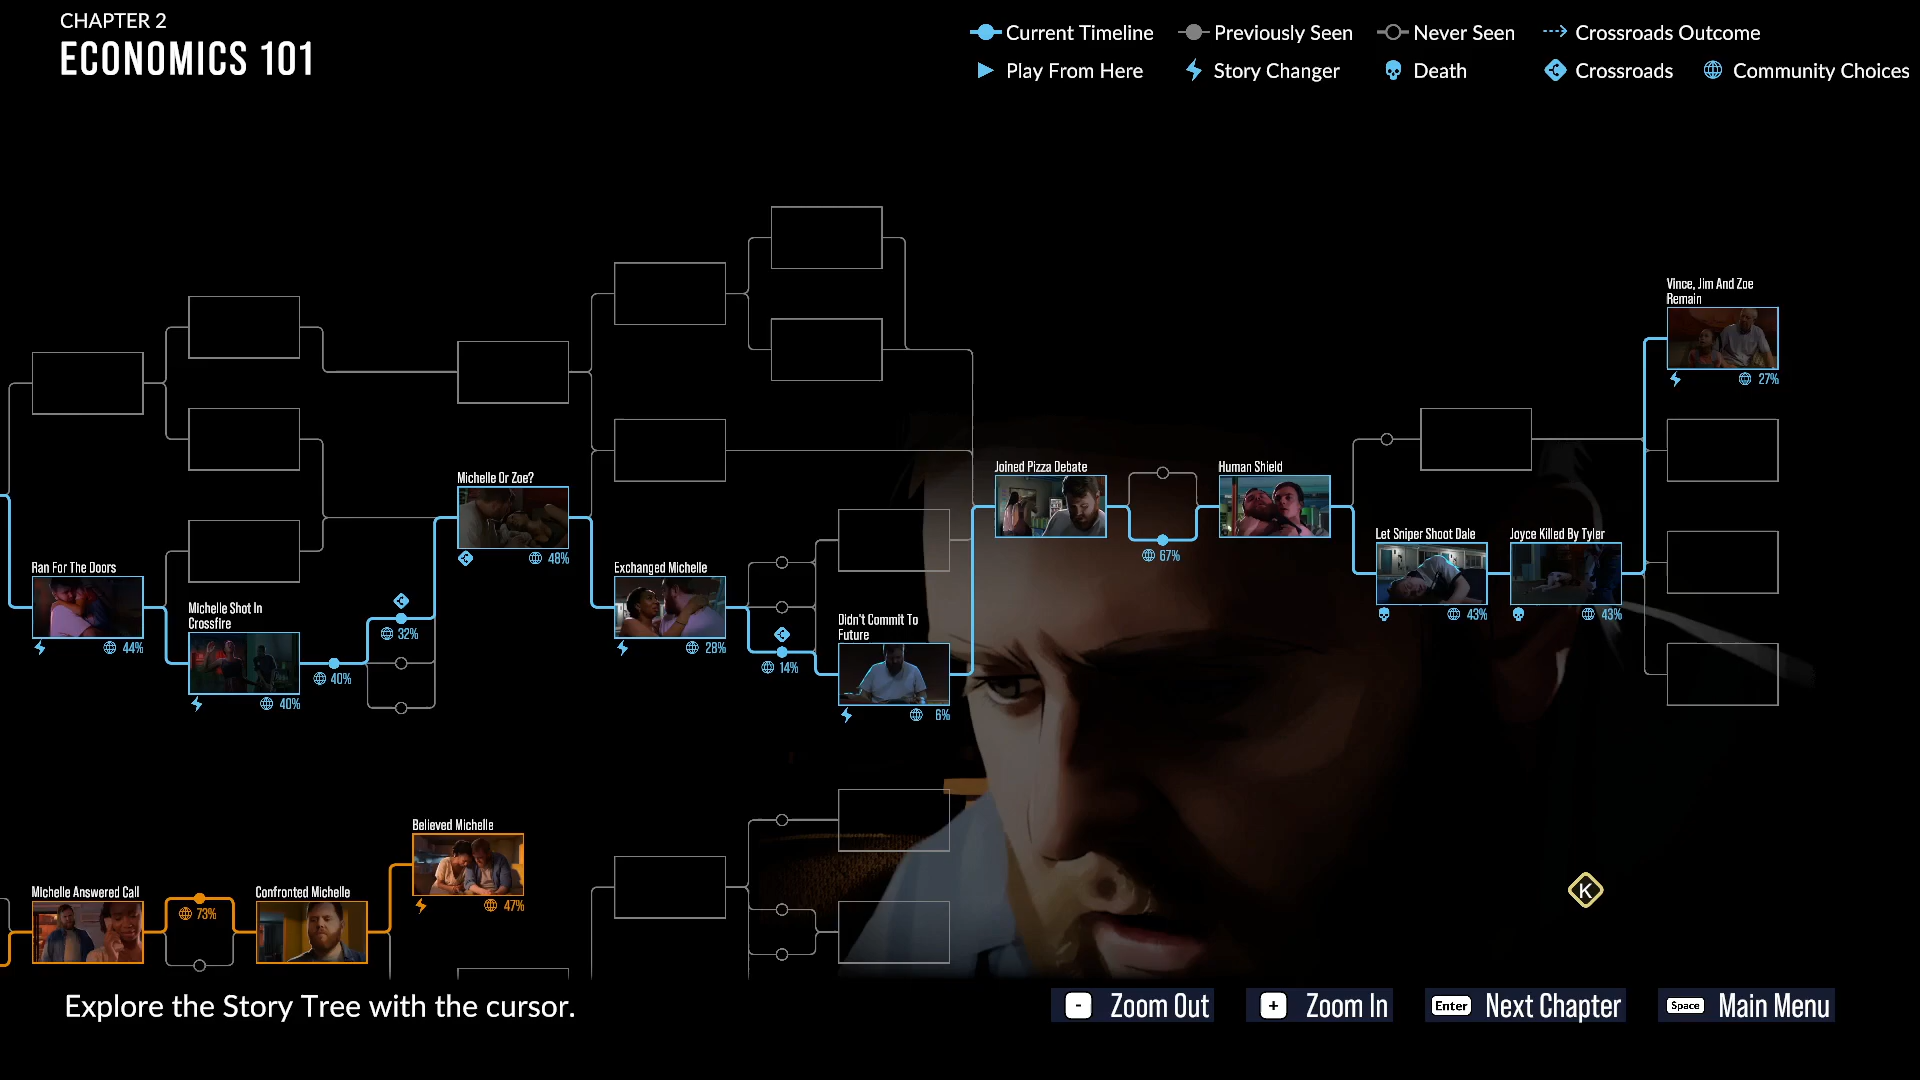 CHAPTER 2
ECONOMICS 101
Current Timeline
Previously Seen
Never Seen
Crossroads Outcome
Play From Here
Story Changer
Death
Crossroads
Community Choices
Vince, Jim And Zoe
Remain
27%
Joined Pizza Debate
67%
Human Shield
Michelle Or Zoe?
48%
Let Sniper Shoot Dale
43%
Joyce Killed By Tyler
43%
Ran For The Doors
44%
Exchanged Michelle
28%
Michelle Shot In
Crossfire
40%
40%
32%
14%
Didn't Commit To
Future
6%
Believed Michelle
47%
Michelle Answered Call
73%
Confronted Michelle
K
Explore the Story Tree with the cursor.
- Zoom Out
+ Zoom In
Enter Next Chapter
Space Main Menu